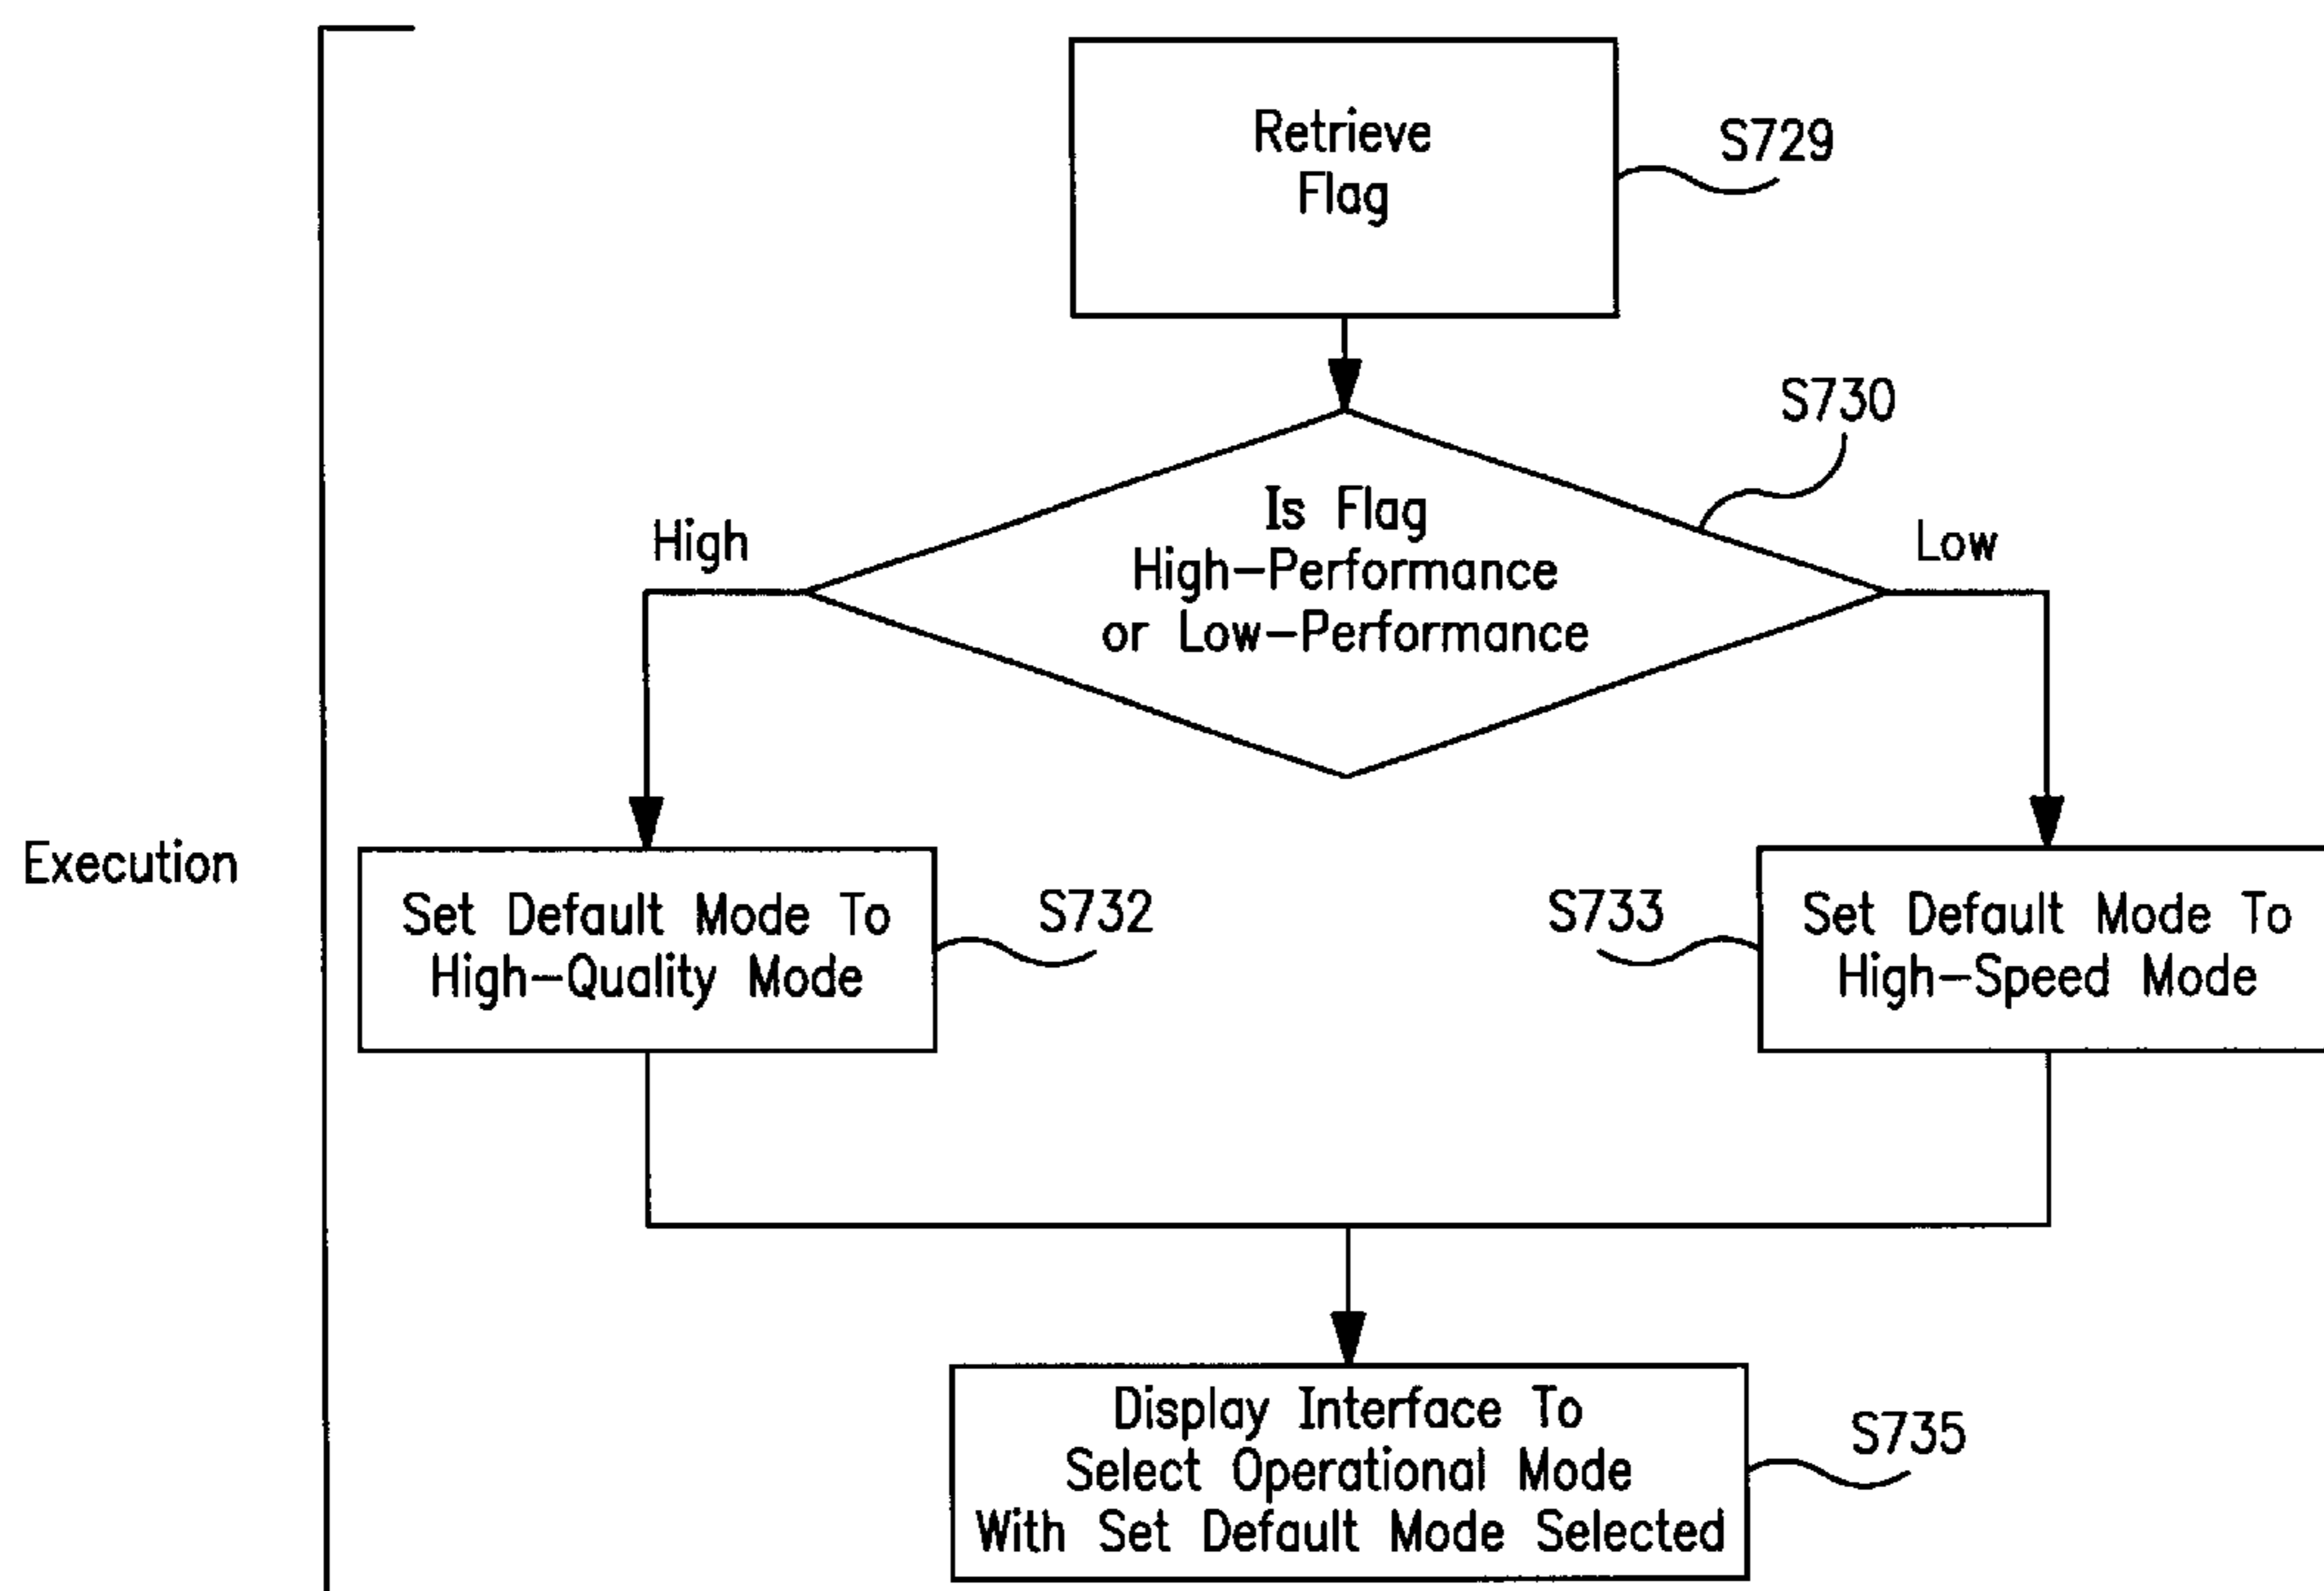 Retrieve
Flag
S729
S730
Is Flag
High-Performance
or Low-Performance
High
Low
Execution
Set Default Mode To
High-Quality Mode
S732
S733
Set Default Mode To
High-Speed Mode
Display Interface To
Select Operational Mode
With Set Default Mode Selected
S735